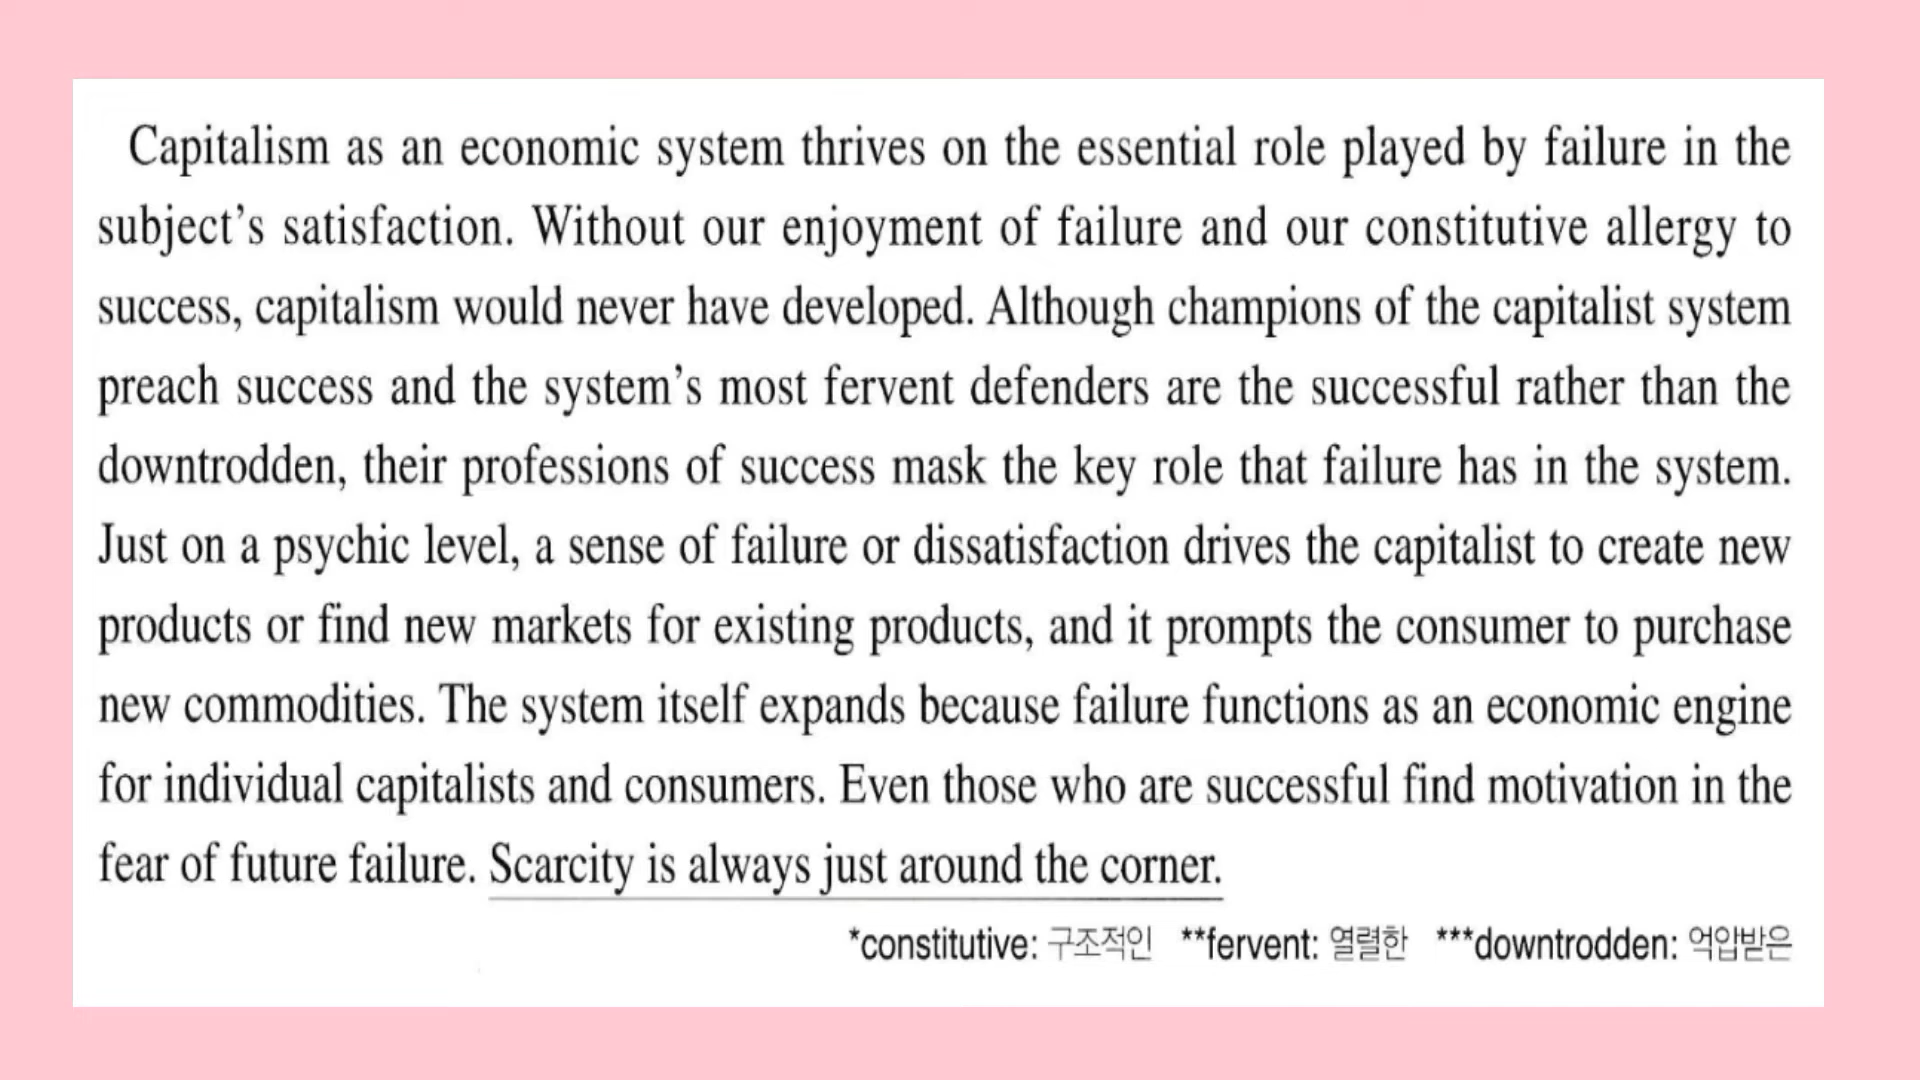 Capitalism as an economic system thrives on the essential role played by failure in the
subject’s satisfaction. Without our enjoyment of failure and our constitutive allergy to
success, capitalism would never have developed. Although champions of the capitalist system
preach success and the system’s most fervent defenders are the successful rather than the
downtrodden, their professions of success mask the key role that failure has in the system.
Just on a psychic level, a sense of failure or dissatisfaction drives the capitalist to create new
products or find new markets for existing products, and it prompts the consumer to purchase
new commodities. The system itself expands because failure functions as an economic engine
for individual capitalists and consumers. Even those who are successful find motivation in the
fear of future failure. Scarcity is always just around the corner.
*constitutive: 구조적인 **fervent: 열렬한 ***downtrodden: 억압받은